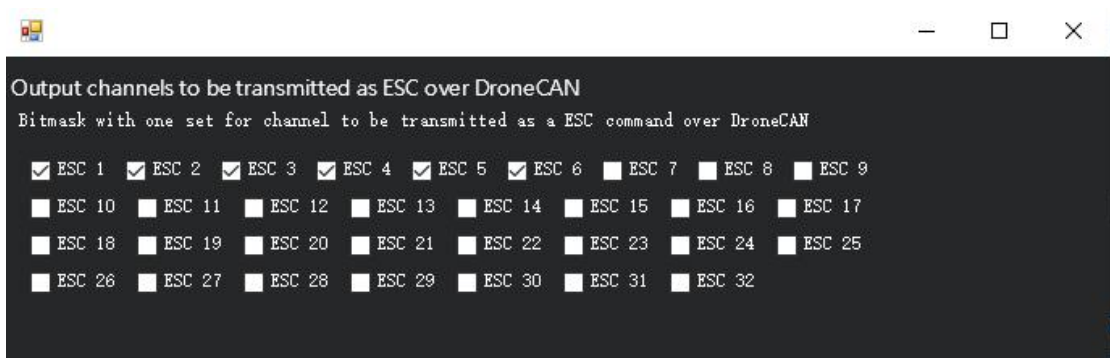 Output channels to be transmitted as ESC over DroneCAN
Bitmask with one set for channel to be transmitted as a ESC command over DroneCAN
ESC 1 ESC 2 ESC 3 ESC 4 ESC 5 ESC 6 ESC 7 ESC 8 ESC 9
ESC 10 ESC 11 ESC 12 ESC 13 ESC 14 ESC 15 ESC 16 ESC 17
ESC 18 ESC 19 ESC 20 ESC 21 ESC 22 ESC 23 ESC 24 ESC 25
ESC 26 ESC 27 ESC 28 ESC 29 ESC 30 ESC 31 ESC 32